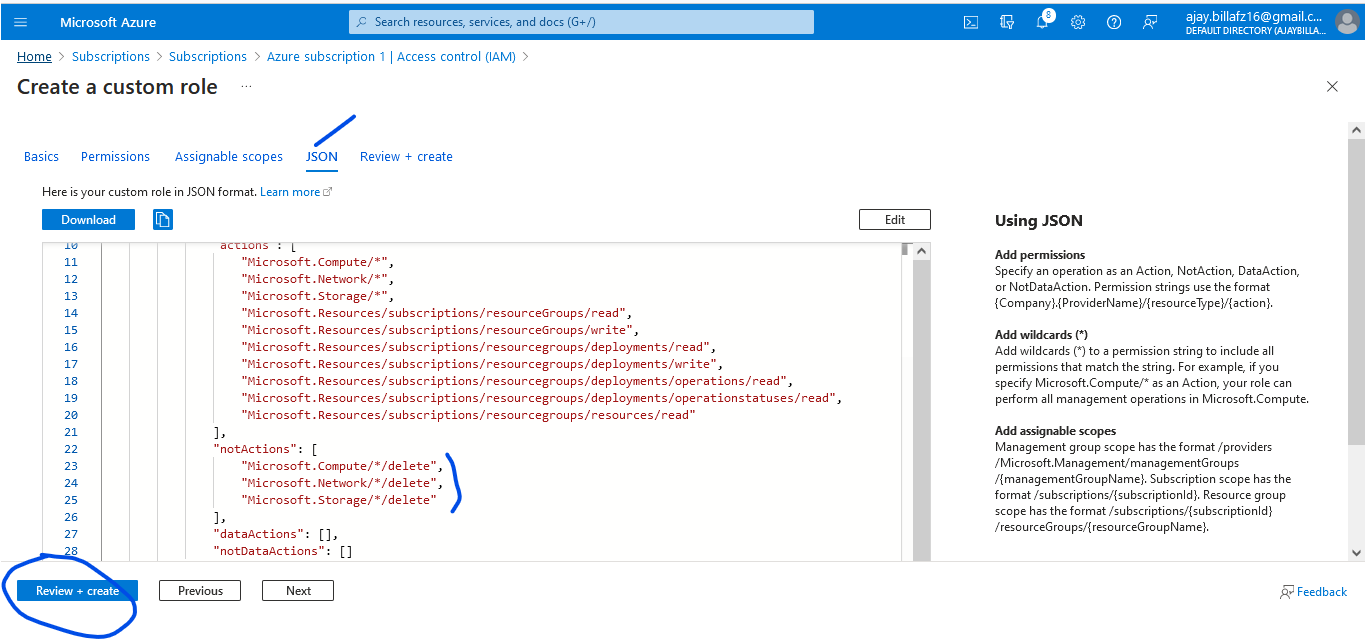 Microsoft Azure
Search resources, services, and docs (G+/)
8
ajay.billafz16@gmail.c...
DEFAULT DIRECTORY (AJAYBILLA...
Home > Subscriptions > Subscriptions > Azure subscription 1 | Access control (IAM) >
Create a custom role ...
Basics Permissions Assignable scopes JSON Review + create
Here is your custom role in JSON format. Learn more
Download
Edit
10 "actions": [
11 "Microsoft.Compute/*",
12 "Microsoft.Network/*",
13 "Microsoft.Storage/*",
14 "Microsoft.Resources/subscriptions/resourceGroups/read",
15 "Microsoft.Resources/subscriptions/resourceGroups/write",
16 "Microsoft.Resources/subscriptions/resourcegroups/deployments/read",
17 "Microsoft.Resources/subscriptions/resourcegroups/deployments/write",
18 "Microsoft.Resources/subscriptions/resourcegroups/deployments/operations/read",
19 "Microsoft.Resources/subscriptions/resourcegroups/deployments/operationstatuses/read",
20 "Microsoft.Resources/subscriptions/resourcegroups/resources/read"
21 ],
22 "notActions": [
23 "Microsoft.Compute/*/delete",
24 "Microsoft.Network/*/delete",
25 "Microsoft.Storage/*/delete"
26 ],
27 "dataActions": [],
28 "notDataActions": []
Using JSON
Add permissions
Specify an operation as an Action, NotAction, DataAction,
or NotDataAction. Permission strings use the format
{Company}.{ProviderName}/{resourceType}/{action}.
Add wildcards (*)
Add wildcards (*) to a permission string to include all
permissions that match the string. For example, if you
specify Microsoft.Compute/* as an Action, your role can
perform all management operations in Microsoft.Compute.
Add assignable scopes
Management group scope has the format /providers
/Microsoft.Management/managementGroups
/{managementGroupName}. Subscription scope has the
format /subscriptions/{subscriptionId}. Resource group
scope has the format /subscriptions/{subscriptionId}
/resourceGroups/{resourceGroupName}.
Review + create
Previous
Next
Feedback